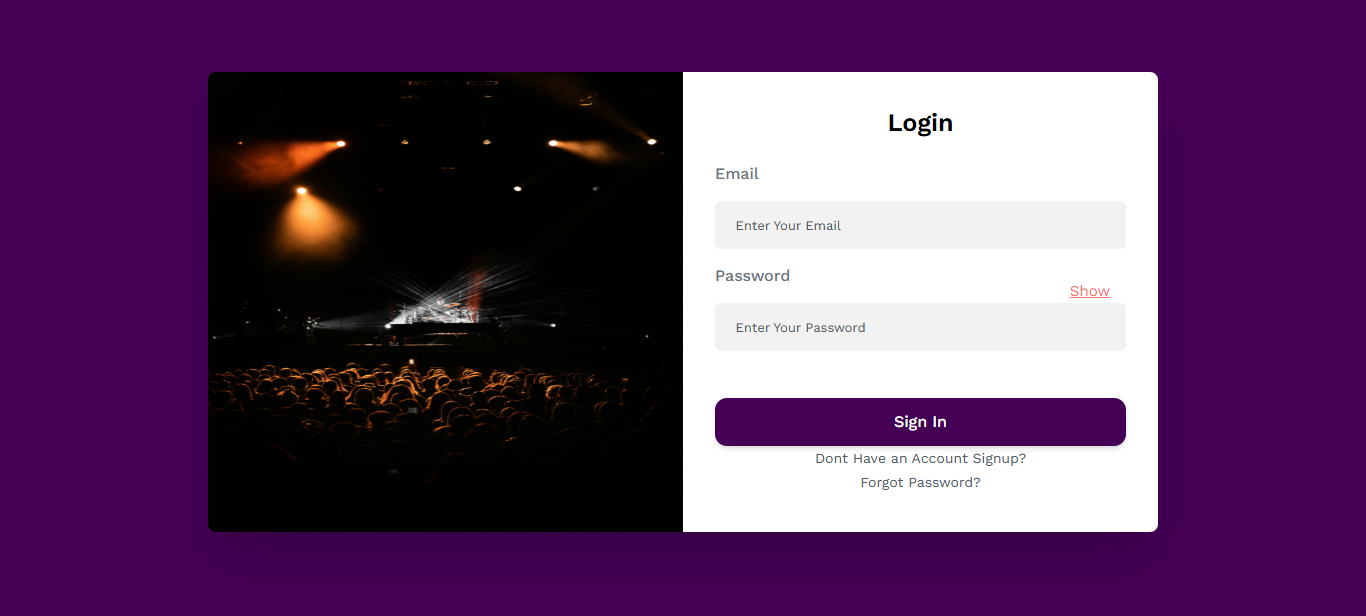 Login
Email
Enter Your Email
Password
Show
Enter Your Password
Sign In
Dont Have an Account Signup?
Forgot Password?